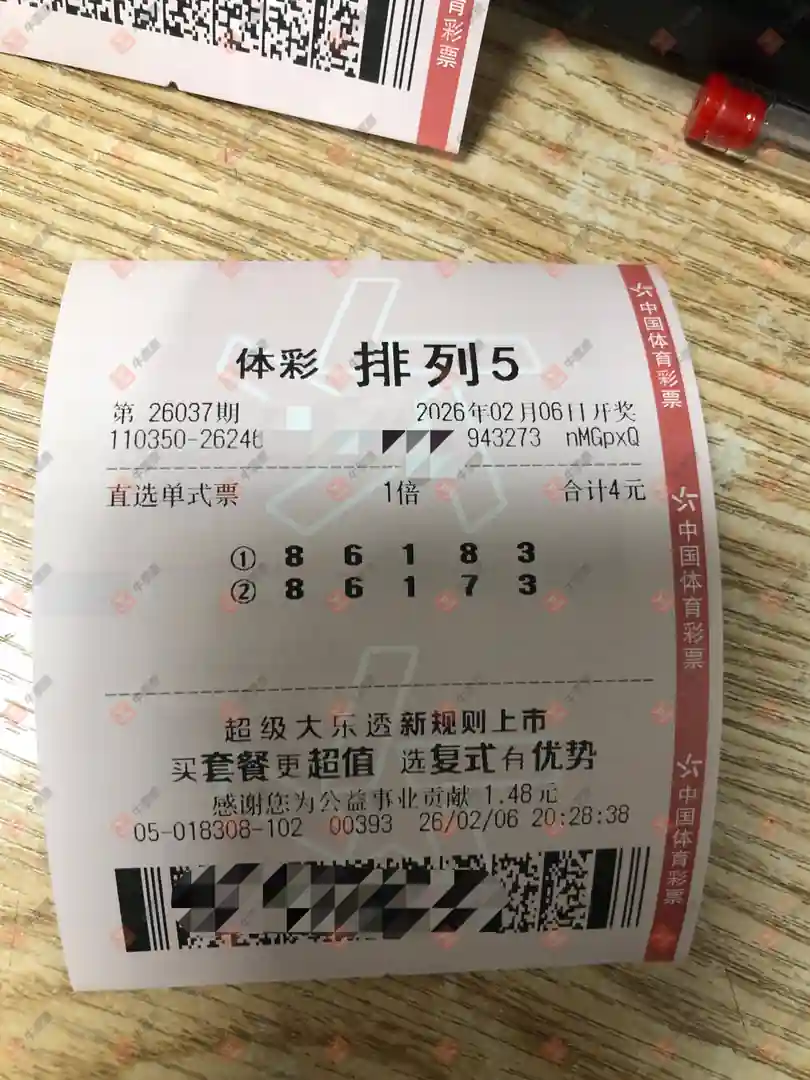 育彩票
体彩 排列5
第 26037期 2026年02月06日开奖
110350-26246 943273 nMGpxQ
直选单式票 1倍 合计4元
① 8 6 1 8 3
② 8 6 1 7 3
超级大乐透新规则上市
买套餐更超值 选复式有优势
感谢您为公益事业贡献 1.48元
05-018308-102 00393 26/02/06 20:28:38
中国体育彩票
中国体育彩票
中国体育彩票